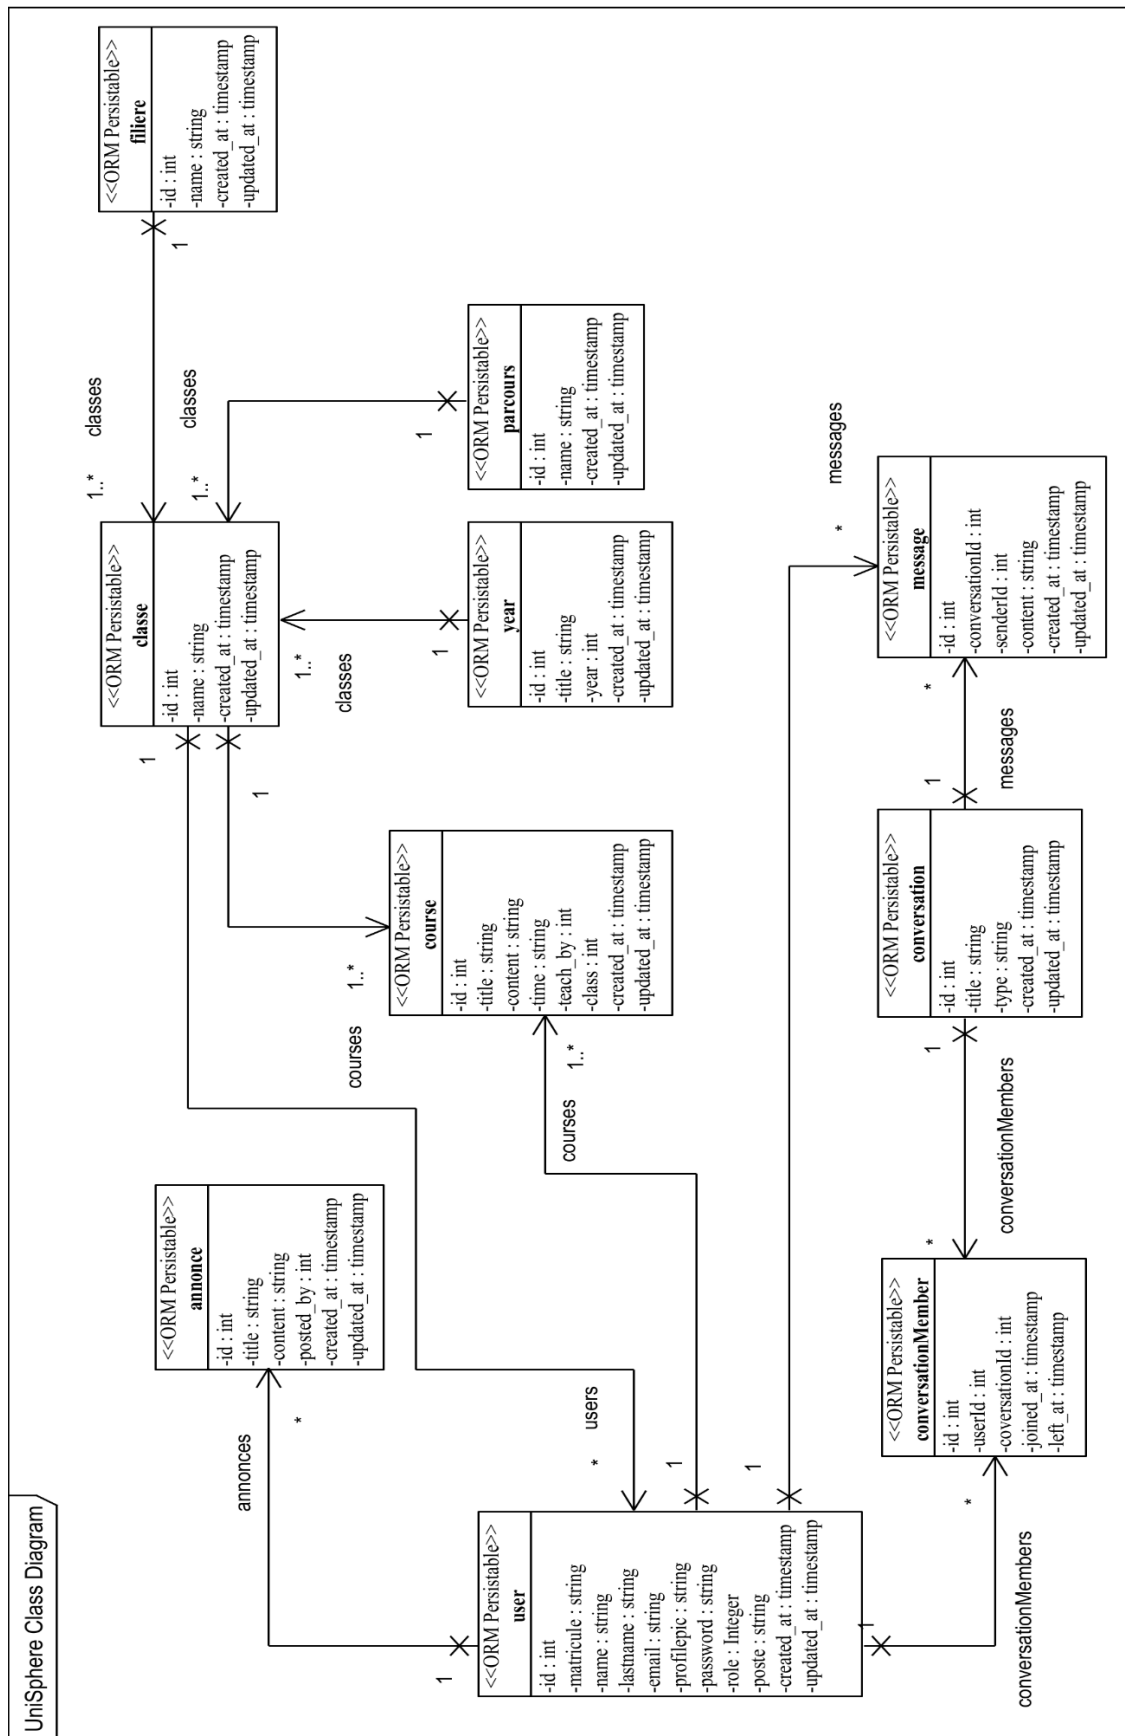 UniSphere Class Diagram
<<ORM Persistable>>
filiere
-id : int
-name : string
-created_at : timestamp
-updated_at : timestamp
1
classes
1..*
<<ORM Persistable>>
classe
-id : int
-name : string
-created_at : timestamp
-updated_at : timestamp
classes
1..*
1
<<ORM Persistable>>
parcours
-id : int
-name : string
-created_at : timestamp
-updated_at : timestamp
1..*
classes
1
<<ORM Persistable>>
year
-id : int
-title : string
-year : int
-created_at : timestamp
-updated_at : timestamp
1
1
courses
1..*
<<ORM Persistable>>
course
-id : int
-title : string
-content : string
-time : string
-teach_by : int
-class : int
-created_at : timestamp
-updated_at : timestamp
1..*
courses
1
<<ORM Persistable>>
annonce
-id : int
-title : string
-content : string
-posted_by : int
-created_at : timestamp
-updated_at : timestamp
annonces
*
1
users
*
<<ORM Persistable>>
user
-id : int
-matricule : string
-name : string
-lastname : string
-email : string
-profilepic : string
-password : string
-role : Integer
-poste : string
-created_at : timestamp
-updated_at : timestamp
1
messages
*
1
conversationMembers
*
<<ORM Persistable>>
conversationMember
-id : int
-userId : int
-coversationId : int
-joined_at : timestamp
-left_at : timestamp
*
conversationMembers
1
<<ORM Persistable>>
conversation
-id : int
-title : string
-type : string
-created_at : timestamp
-updated_at : timestamp
1
messages
*
<<ORM Persistable>>
message
-id : int
-conversationId : int
-senderId : int
-content : string
-created_at : timestamp
-updated_at : timestamp